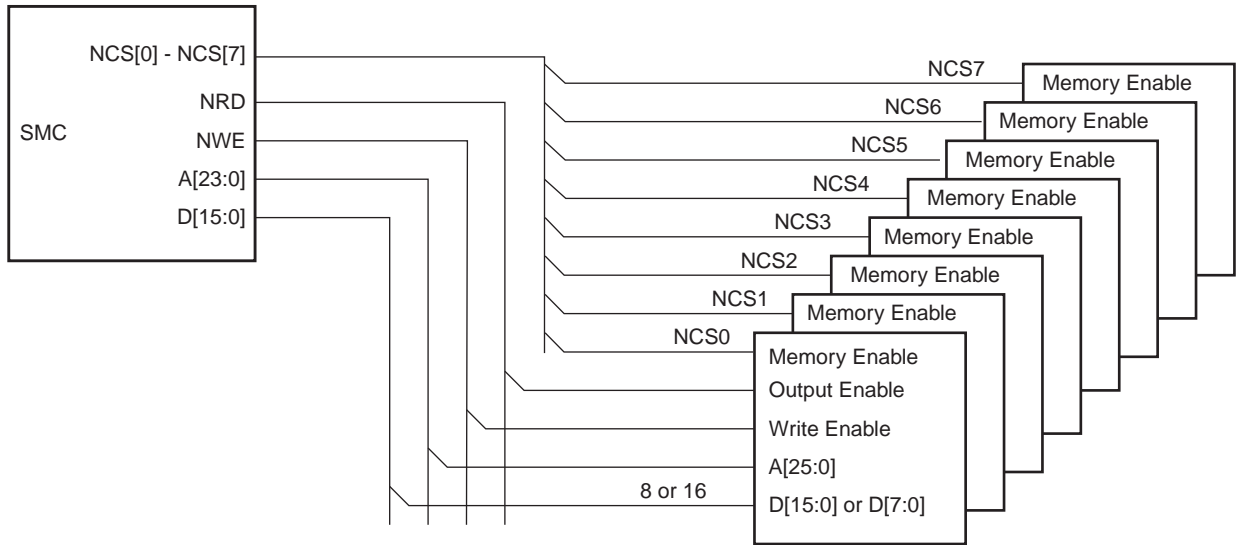 NCS[0] - NCS[7]
NRD
SMC
NWE
A[23:0]
D[15:0]
NCS7
Memory Enable
NCS6
Memory Enable
NCS5
Memory Enable
NCS4
Memory Enable
NCS3
Memory Enable
NCS2
Memory Enable
NCS1
Memory Enable
NCS0
Memory Enable
Output Enable
Write Enable
A[25:0]
8 or 16
D[15:0] or D[7:0]